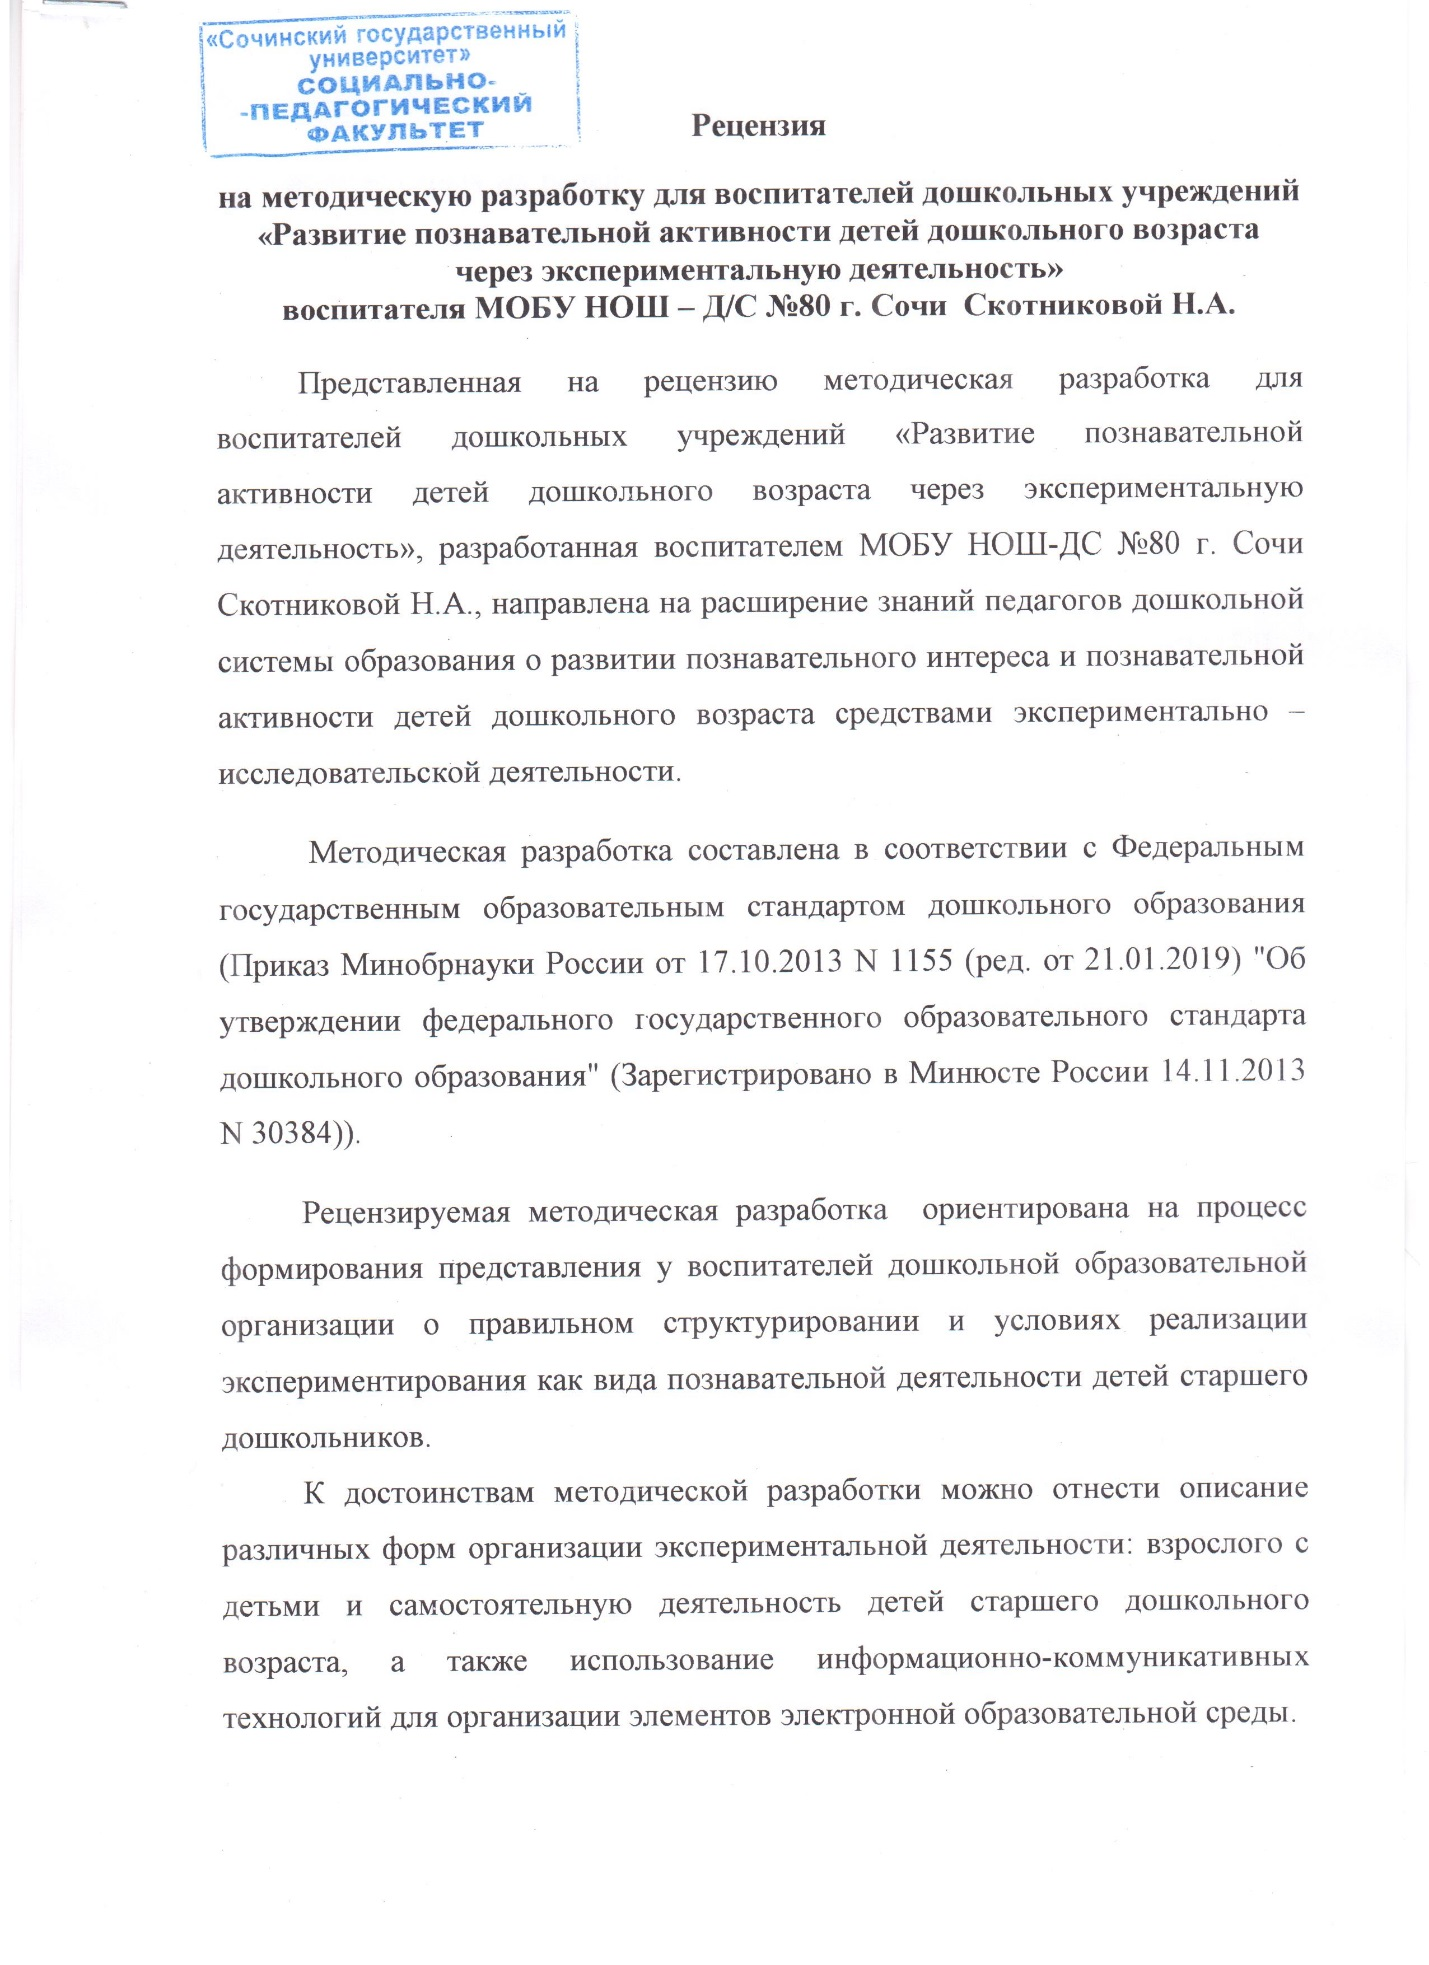 «Сочинский государственный
университет»
СОЦИАЛЬНО-
-ПЕДАГОГИЧЕСКИЙ
ФАКУЛЬТЕТ
Рецензия
на методическую разработку для воспитателей дошкольных учреждений
«Развитие познавательной активности детей дошкольного возраста
через экспериментальную деятельность»
воспитателя МОБУ НОШ – Д/С №80 г. Сочи Скотниковой Н.А.
Представленная на рецензию методическая разработка для
воспитателей дошкольных учреждений «Развитие познавательной
активности детей дошкольного возраста через экспериментальную
деятельность», разработанная воспитателем МОБУ НОШ-ДС №80 г. Сочи
Скотниковой Н.А., направлена на расширение знаний педагогов дошкольной
системы образования о развитии познавательного интереса и познавательной
активности детей дошкольного возраста средствами экспериментально –
исследовательской деятельности.
Методическая разработка составлена в соответствии с Федеральным
государственным образовательным стандартом дошкольного образования
(Приказ Минобрнауки России от 17.10.2013 N 1155 (ред. от 21.01.2019) "Об
утверждении федерального государственного образовательного стандарта
дошкольного образования" (Зарегистрировано в Минюсте России 14.11.2013
N 30384)).
Рецензируемая методическая разработка ориентирована на процесс
формирования представления у воспитателей дошкольной образовательной
организации о правильном структурировании и условиях реализации
экспериментирования как вида познавательной деятельности детей старшего
дошкольников.
К достоинствам методической разработки можно отнести описание
различных форм организации экспериментальной деятельности: взрослого с
детьми и самостоятельную деятельность детей старшего дошкольного
возраста, а также использование информационно-коммуникативных
технологий для организации элементов электронной образовательной среды.